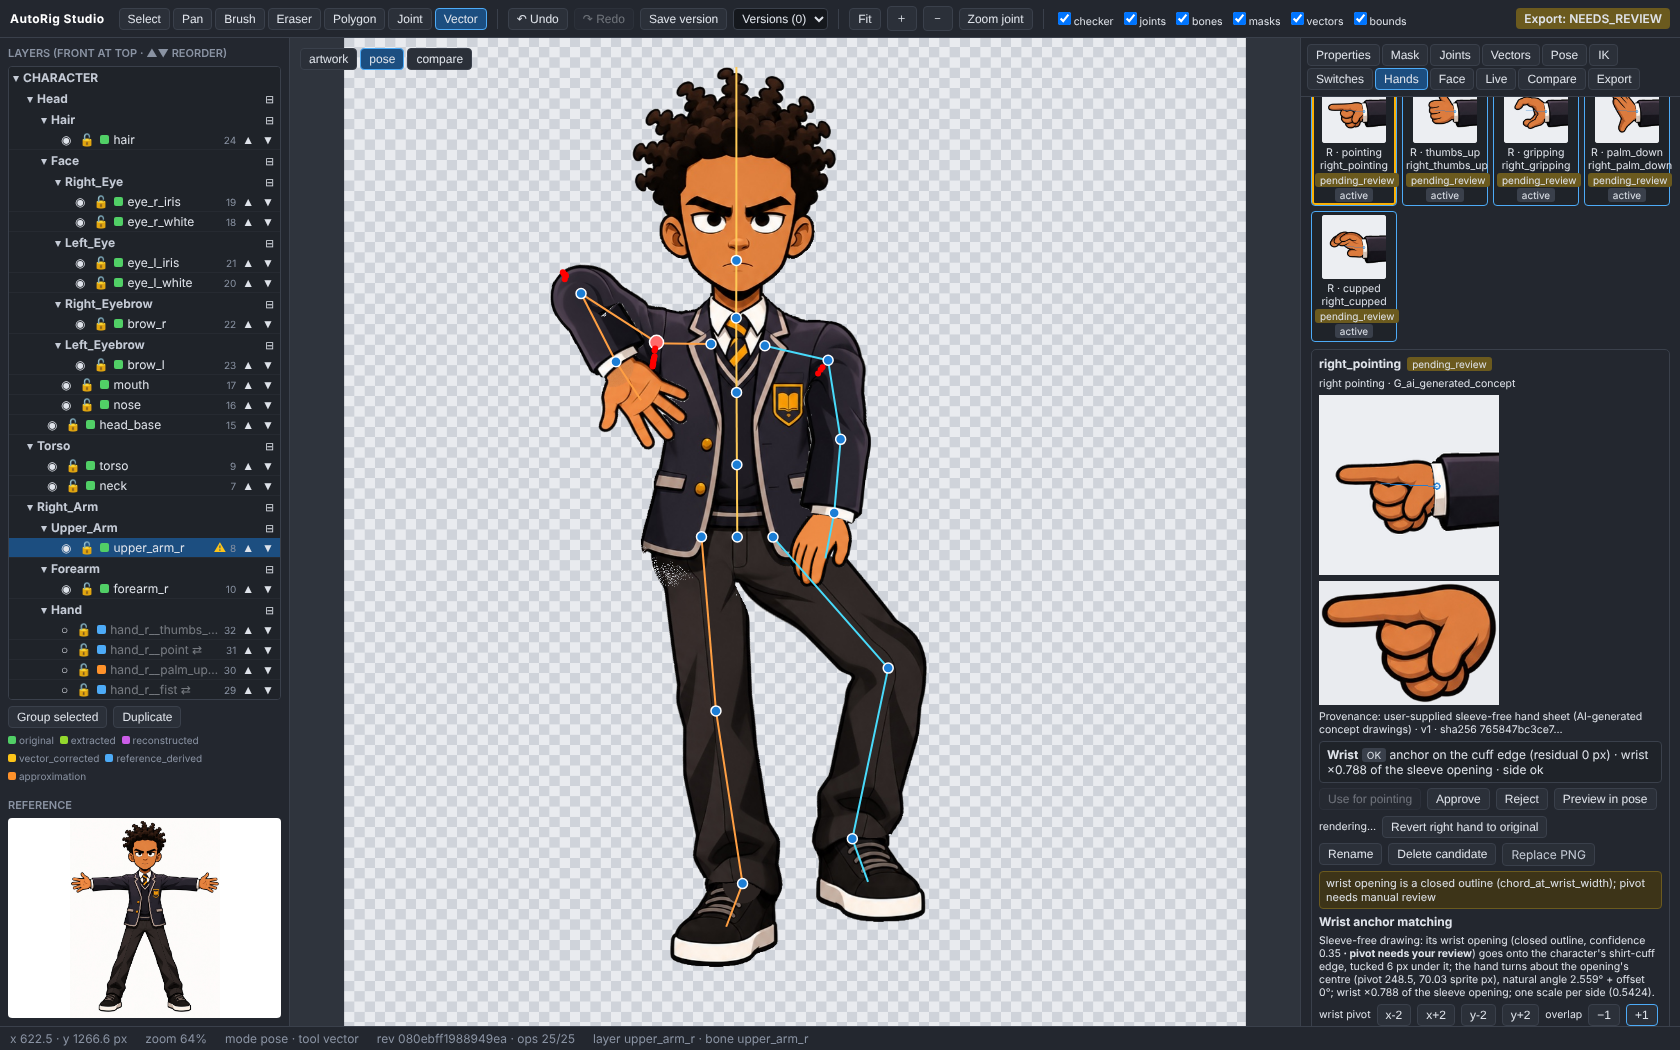 AutoRig Studio Select Pan Brush Eraser Polygon Joint Vector ↶ Undo ↷ Redo Save version Versions (0) Fit + − Zoom joint checker joints bones masks vectors bounds Export: NEEDS_REVIEW
LAYERS (FRONT AT TOP · ▲▼ REORDER)
▾ CHARACTER
▾ Head
▾ Hair
hair 24 ▲ ▼
▾ Face
▾ Right_Eye
eye_r_iris 19 ▲ ▼
eye_r_white 18 ▲ ▼
▾ Left_Eye
eye_l_iris 21 ▲ ▼
eye_l_white 20 ▲ ▼
▾ Right_Eyebrow
brow_r 22 ▲ ▼
▾ Left_Eyebrow
brow_l 23 ▲ ▼
mouth 17 ▲ ▼
nose 16 ▲ ▼
head_base 15 ▲ ▼
▾ Torso
torso 9 ▲ ▼
neck 7 ▲ ▼
▾ Right_Arm
▾ Upper_Arm
upper_arm_r 8 ▲ ▼
▾ Forearm
forearm_r 10 ▲ ▼
▾ Hand
hand_r__thumbs_... 32 ▲ ▼
hand_r__point ⇄ 31 ▲ ▼
hand_r__palm_up... 30 ▲ ▼
hand_r__fist ⇄ 29 ▲ ▼
Group selected Duplicate
original extracted reconstructed
vector_corrected reference_derived
approximation
REFERENCE
artwork pose compare
Properties Mask Joints Vectors Pose IK
Switches Hands Face Live Compare Export
R · pointing R · thumbs_up R · gripping R · palm_down
right_pointing right_thumbs_up right_gripping right_palm_down
pending_review pending_review pending_review pending_review
active active active active
R · cupped
right_cupped
pending_review
active
right_pointing pending_review
right pointing · G_ai_generated_concept
Provenance: user-supplied sleeve-free hand sheet (AI-generated
concept drawings) · v1 · sha256 765847bc3ce7...
Wrist OK anchor on the cuff edge (residual 0 px) · wrist
×0.788 of the sleeve opening · side ok
Use for pointing Approve Reject Preview in pose
rendering... Revert right hand to original
Rename Delete candidate Replace PNG
wrist opening is a closed outline (chord_at_wrist_width); pivot
needs manual review
Wrist anchor matching
Sleeve-free drawing: its wrist opening (closed outline, confidence
0.35 · pivot needs your review) goes onto the character's shirt-cuff
edge, tucked 6 px under it; the hand turns about the opening's
centre (pivot 248.5, 70.03 sprite px), natural angle 2.559° + offset
0°; wrist ×0.788 of the sleeve opening; one scale per side (0.5424).
wrist pivot x-2 x+2 y-2 y+2 overlap −1 +1
x 622.5 · y 1266.6 px zoom 64% mode pose · tool vector rev 080ebff1988949ea · ops 25/25 layer upper_arm_r · bone upper_arm_r